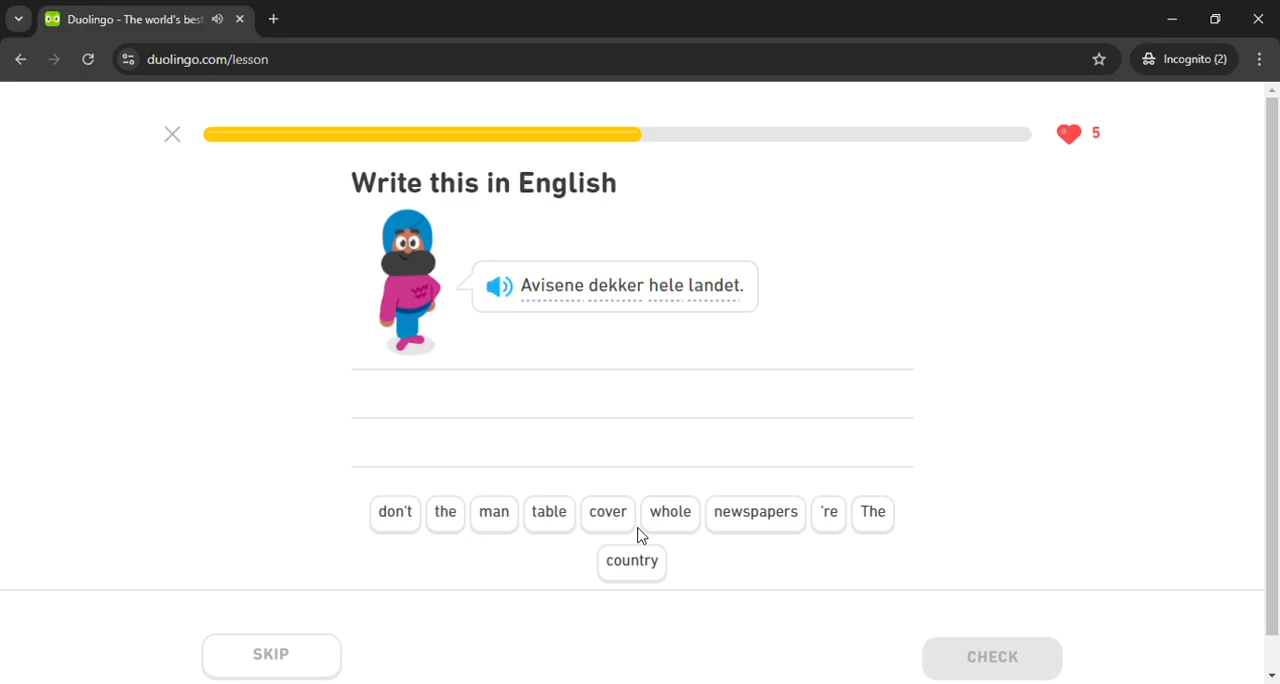 Duolingo - The world's bes
duolingo.com/lesson
Incognito (2)
5
Write this in English
Avisene dekker hele landet.
don't the man table cover whole newspapers 're The
country
SKIP
CHECK